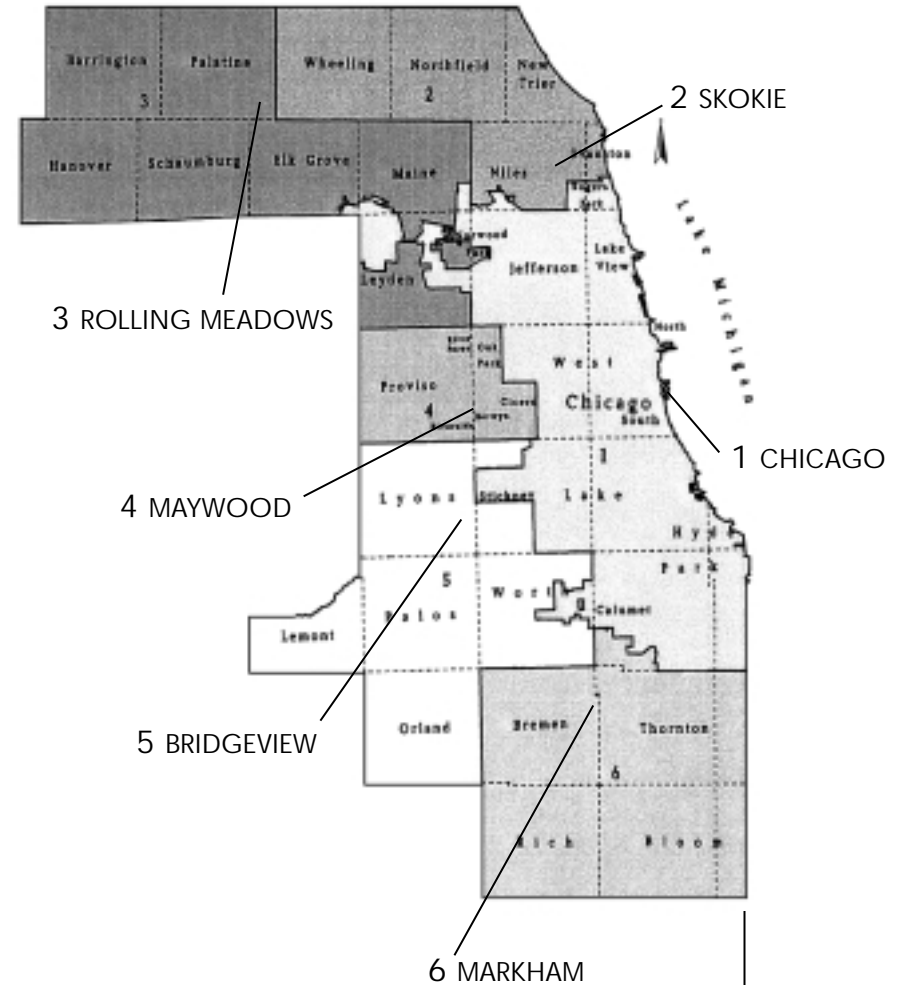 Barrington Palatine Wheeling Northfield New Trier
3 2
2 SKOKIE
Hanover Schaumburg Elk Grove Maine Niles
Lake Michigan
Jefferson Lake View
Leyden
3 ROLLING MEADOWS
North
Oak Park
West
Proviso Cicero
4 Berwyn
Chicago
South
1 CHICAGO
1
4 MAYWOOD
Lyons Stickney Lake
Hyde Park
5
Worth
Palos Calumet
Lemont
5 BRIDGEVIEW
Orland Bremen Thornton
6
Rich Bloom
6 MARKHAM